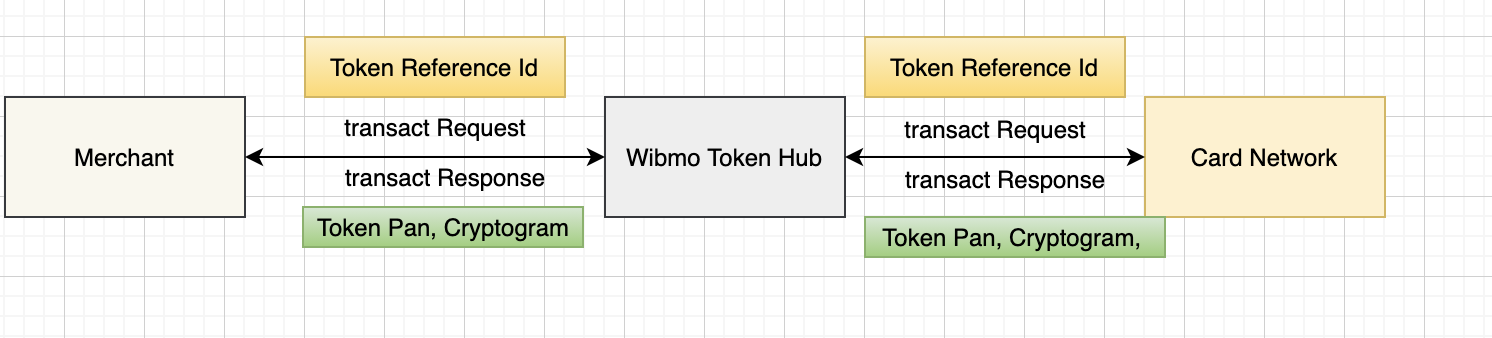 Token Reference Id
Token Reference Id
transact Request
transact Request
Merchant
Wibmo Token Hub
Card Network
transact Response
transact Response
Token Pan, Cryptogram
Token Pan, Cryptogram,